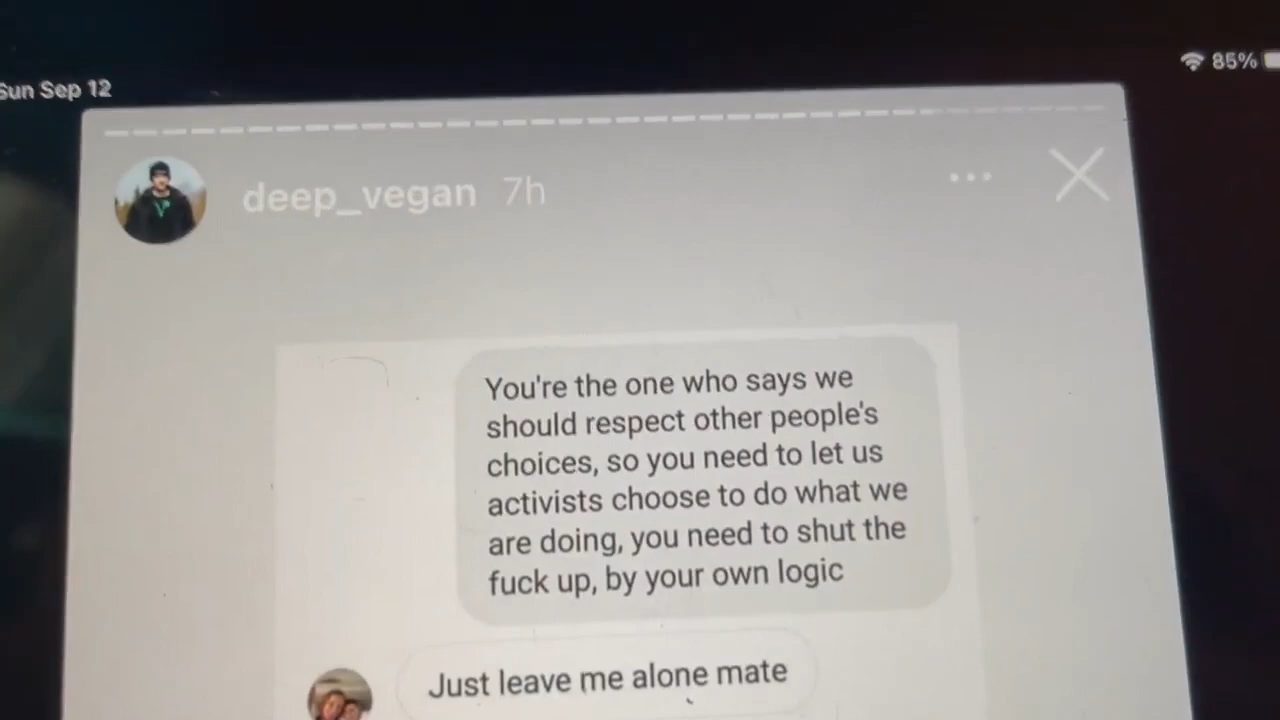 Sun Sep 12
85%
deep_vegan 7h
You're the one who says we
should respect other people's
choices, so you need to let us
activists choose to do what we
are doing, you need to shut the
fuck up, by your own logic
Just leave me alone mate